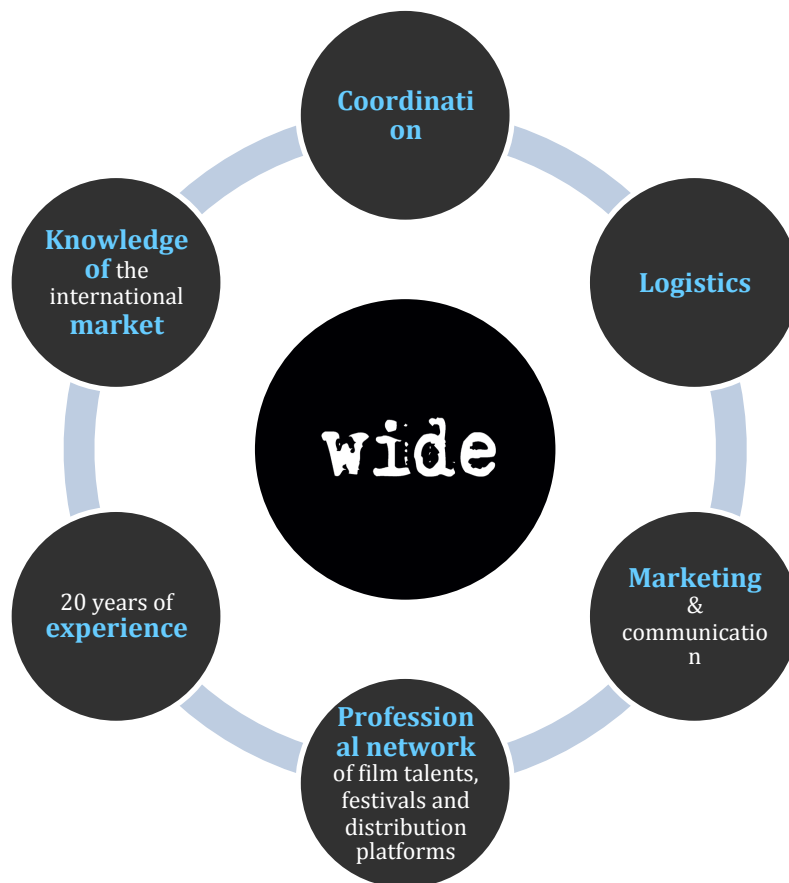 Coordinati
on
Logistics
Marketing
&
communicatio
n
Profession
al network
of film talents,
festivals and
distribution
platforms
20 years of
experience
Knowledge
of the
international
market
wide